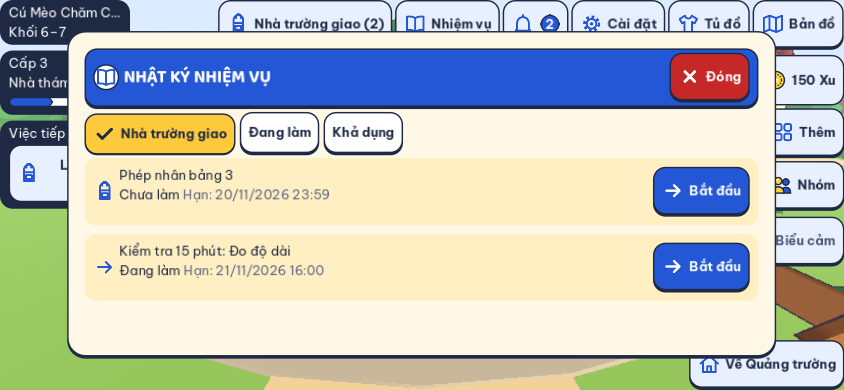 Cú Mèo Chăm C...
Khối 6-7
Nhà trường giao (2)
Nhiệm vụ
2
Cài đặt
Tủ đồ
Bản đồ
Cấp 3
Nhà thám
150 Xu
Việc tiếp
Thêm
Nhóm
Biểu cảm
Về Quảng trường
NHẬT KÝ NHIỆM VỤ
Đóng
Nhà trường giao
Đang làm
Khả dụng
Phép nhân bảng 3
Chưa làm Hạn: 20/11/2026 23:59
Bắt đầu
Kiểm tra 15 phút: Đo độ dài
Đang làm Hạn: 21/11/2026 16:00
Bắt đầu